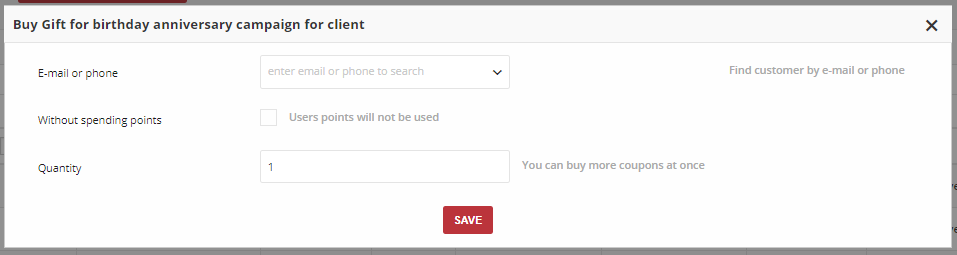 Buy Gift for birthday anniversary campaign for client
E-mail or phone
enter email or phone to search
Find customer by e-mail or phone
Without spending points
Users points will not be used
Quantity
1
You can buy more coupons at once
SAVE